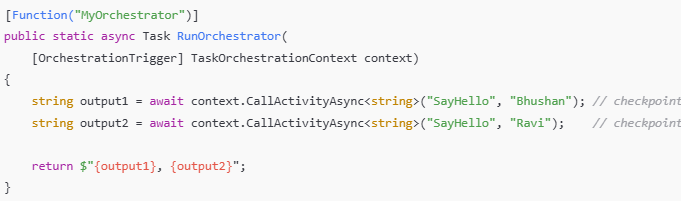 [Function("MyOrchestrator")]
public static async Task RunOrchestrator(
    [OrchestrationTrigger] TaskOrchestrationContext context)
{
    string output1 = await context.CallActivityAsync<string>("SayHello", "Bhushan"); // checkpoint
    string output2 = await context.CallActivityAsync<string>("SayHello", "Ravi");    // checkpoint

    return $"{output1}, {output2}";
}